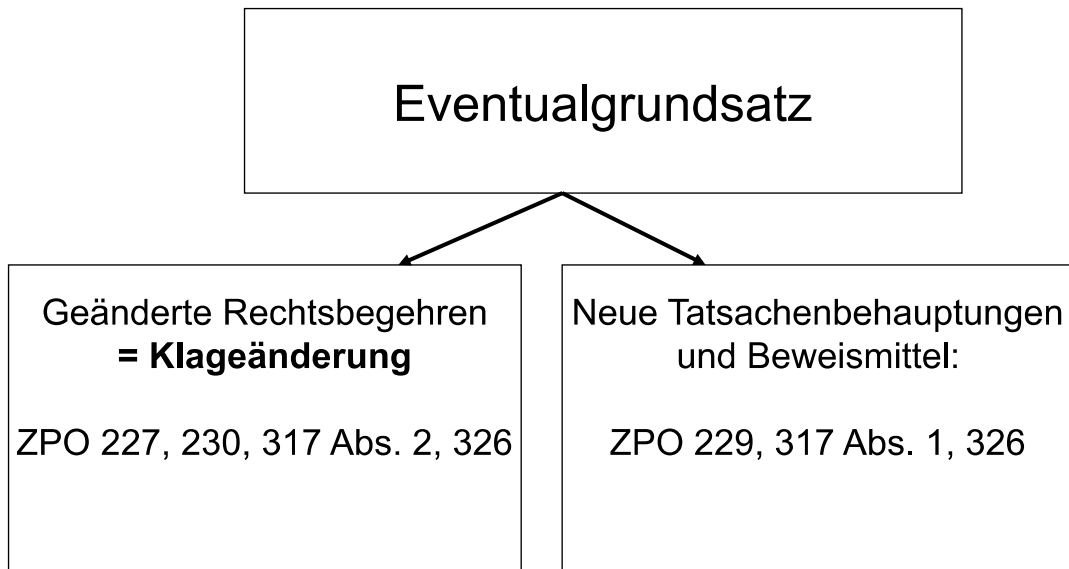 Eventualgrundsatz
Geänderte Rechtsbegehren
= Klageänderung
ZPO 227, 230, 317 Abs. 2, 326
Neue Tatsachenbehauptungen
und Beweismittel:
ZPO 229, 317 Abs. 1, 326